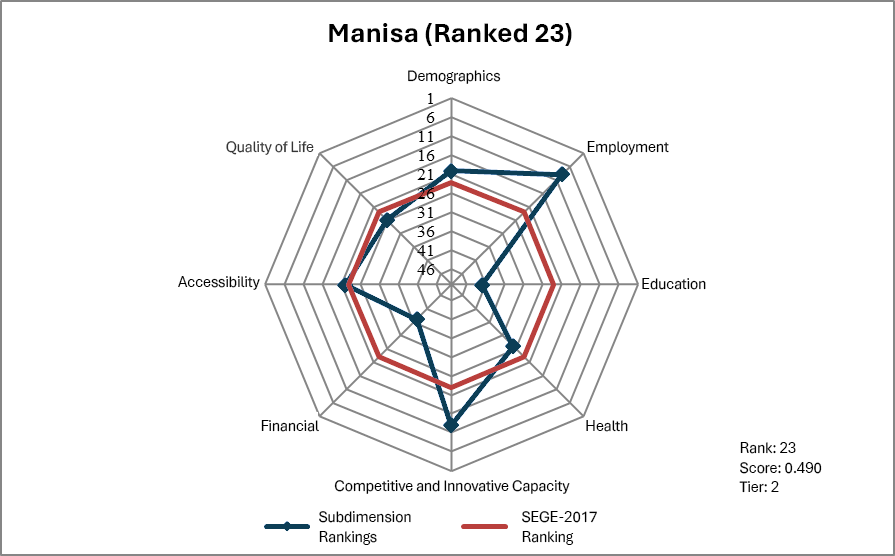 Manisa (Ranked 23)
Demographics
1
6
11
16
21
26
31
36
41
46
Quality of Life
Employment
Accessibility
Education
Financial
Health
Competitive and Innovative Capacity
Rank: 23
Score: 0.490
Tier: 2
Subdimension
Rankings
SEGE-2017
Ranking